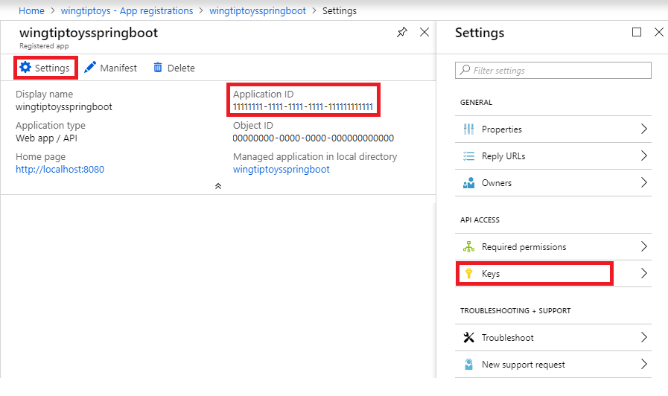 Home > wingtiptoys - App registrations > wingtiptoysspringboot > Settings
wingtiptoysspringboot
Registered app
Settings Manifest Delete
Display name
wingtiptoysspringboot
Application type
Web app / API
Home page
http://localhost:8080
Application ID
11111111-1111-1111-1111-111111111111
Object ID
00000000-0000-0000-000000000000
Managed application in local directory
wingtiptoysspringboot
Settings
Filter settings
GENERAL
Properties
Reply URLs
Owners
API ACCESS
Required permissions
Keys
TROUBLESHOOTING + SUPPORT
Troubleshoot
New support request